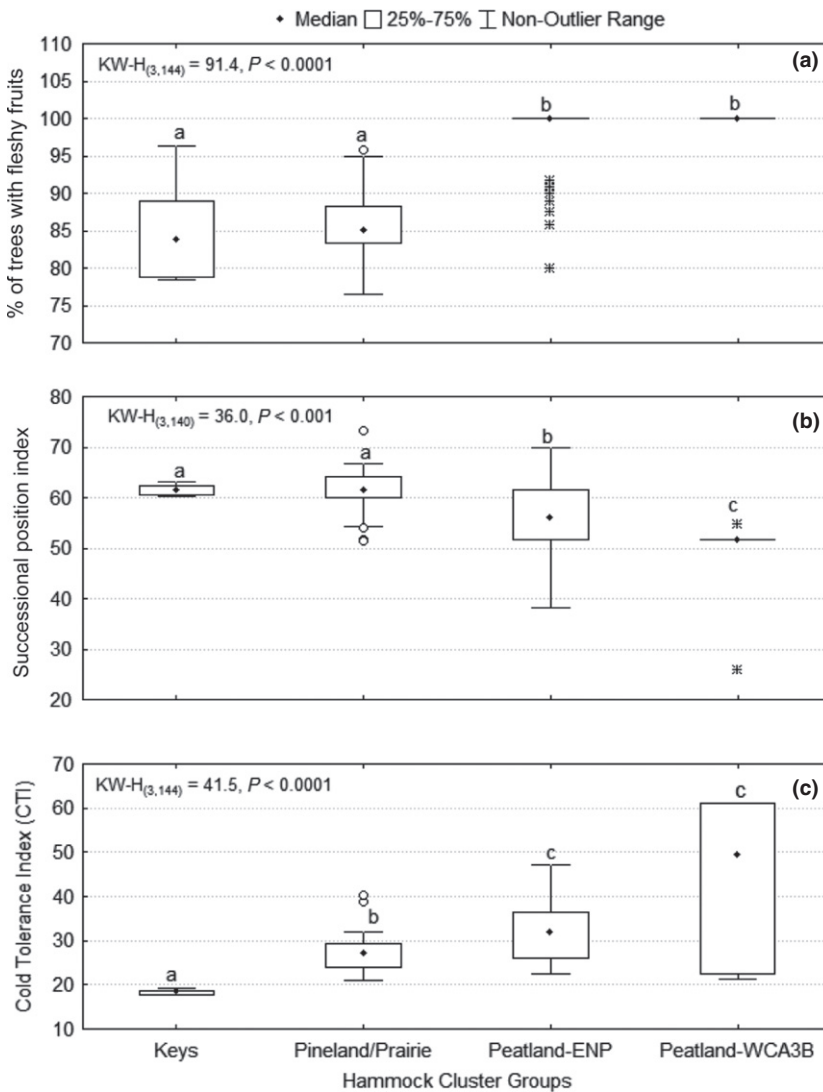 Median 25%-75% Non-Outlier Range
110
105
100
95
90
85
80
75
70
% of trees with fleshy fruits
KW-H(3,144) = 91.4, P < 0.0001
(a)
a
a
b
b
80
70
60
50
40
30
20
Successional position index
KW-H(3,140) = 36.0, P < 0.001
(b)
a
a
b
c
70
60
50
40
30
20
10
Cold Tolerance Index (CTI)
KW-H(3,144) = 41.5, P < 0.0001
(c)
a
b
c
c
Keys Pineland/Prairie Peatland-ENP Peatland-WCA3B
Hammock Cluster Groups